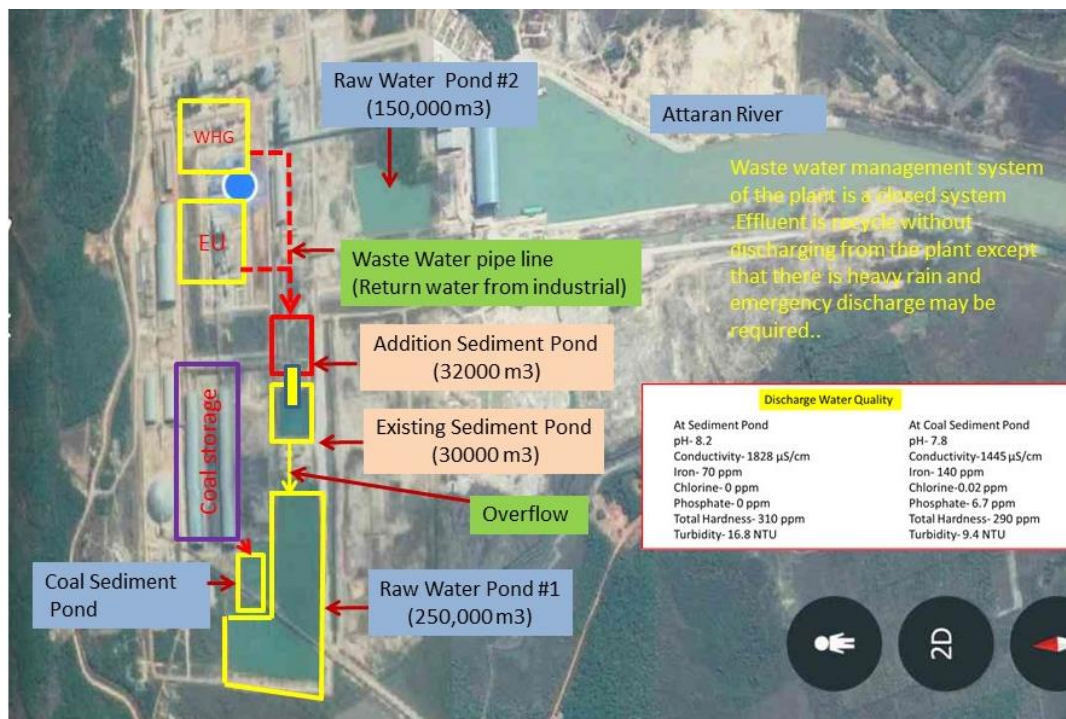 Raw Water Pond #2
(150,000 m3)
Attaran River
WHG
Waste water management system
of the plant is a closed system
.Effluent is recycle without
discharging from the plant except
that there is heavy rain and
emergency discharge may be
required..
EU
Waste Water pipe line
(Return water from industrial)
Addition Sediment Pond
(32000 m3)
Coal storage
Existing Sediment Pond
(30000 m3)
Overflow
Coal Sediment
Pond
Raw Water Pond #1
(250,000 m3)
Discharge Water Quality
At Sediment Pond
pH- 8.2
Conductivity- 1828 µS/cm
Iron- 70 ppm
Chlorine- 0 ppm
Phosphate- 0 ppm
Total Hardness- 310 ppm
Turbidity- 16.8 NTU
At Coal Sediment Pond
pH- 7.8
Conductivity-1445 µS/cm
Iron- 140 ppm
Chlorine-0.02 ppm
Phosphate- 6.7 ppm
Total Hardness- 290 ppm
Turbidity- 9.4 NTU
2D